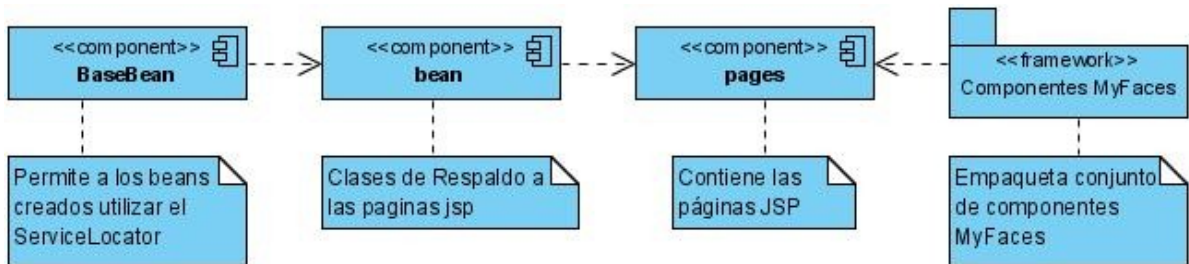 <<component>>
BaseBean
<<component>>
bean
<<component>>
pages
<<framework>>
Componentes MyFaces
Permite a los beans
creados utilizar el
ServiceLocator
Clases de Respaldo a
las paginas jsp
Contiene las
páginas JSP
Empaqueta conjunto
de componentes
MyFaces